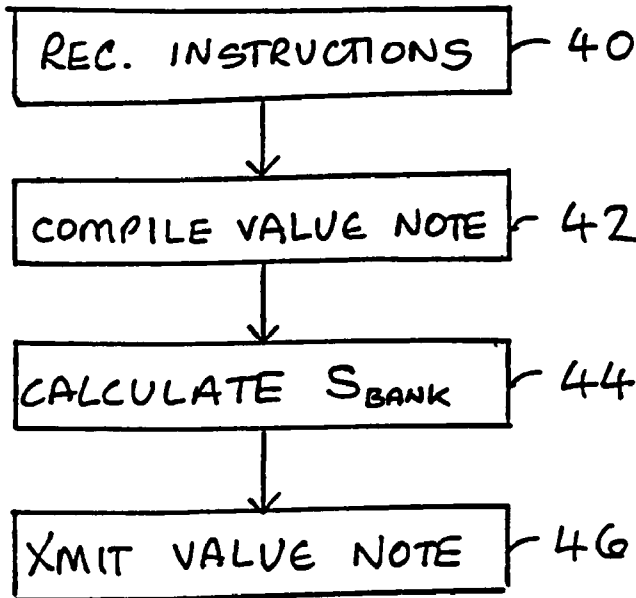 REC. INSTRUCTIONS 40
COMPILE VALUE NOTE 42
CALCULATE SBANK 44
XMIT VALUE NOTE 46